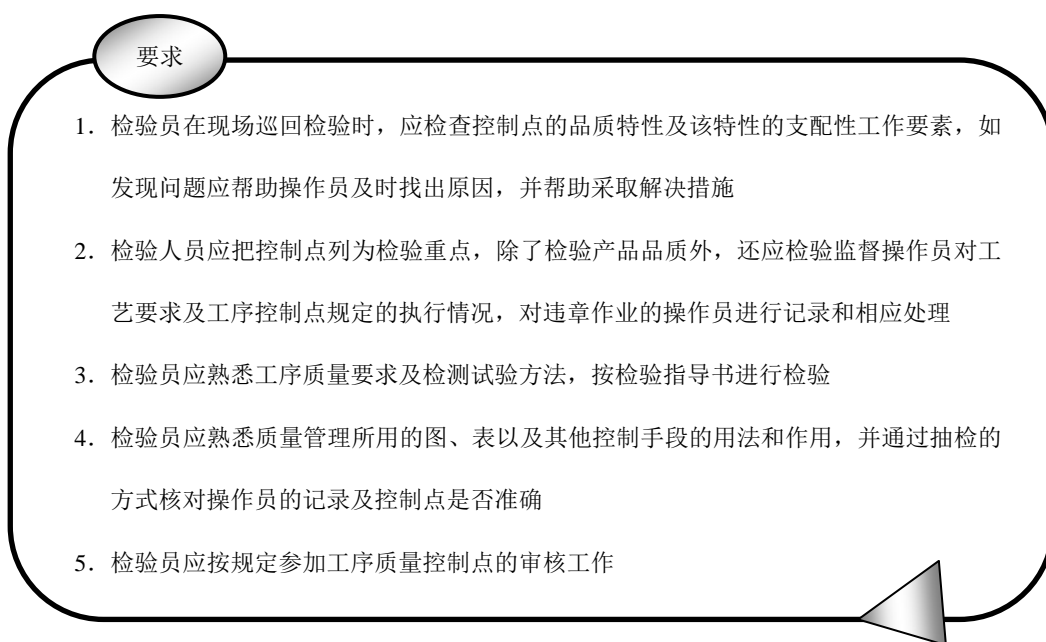 要求
1．检验员在现场巡回检验时，应检查控制点的品质特性及该特性的支配性工作要素，如
发现问题应帮助操作员及时找出原因，并帮助采取解决措施
2．检验人员应把控制点列为检验重点，除了检验产品品质外，还应检验监督操作员对工
艺要求及工序控制点规定的执行情况，对违章作业的操作员进行记录和相应处理
3．检验员应熟悉工序质量要求及检测试验方法，按检验指导书进行检验
4．检验员应熟悉质量管理所用的图、表以及其他控制手段的用法和作用，并通过抽检的
方式核对操作员的记录及控制点是否准确
5．检验员应按规定参加工序质量控制点的审核工作